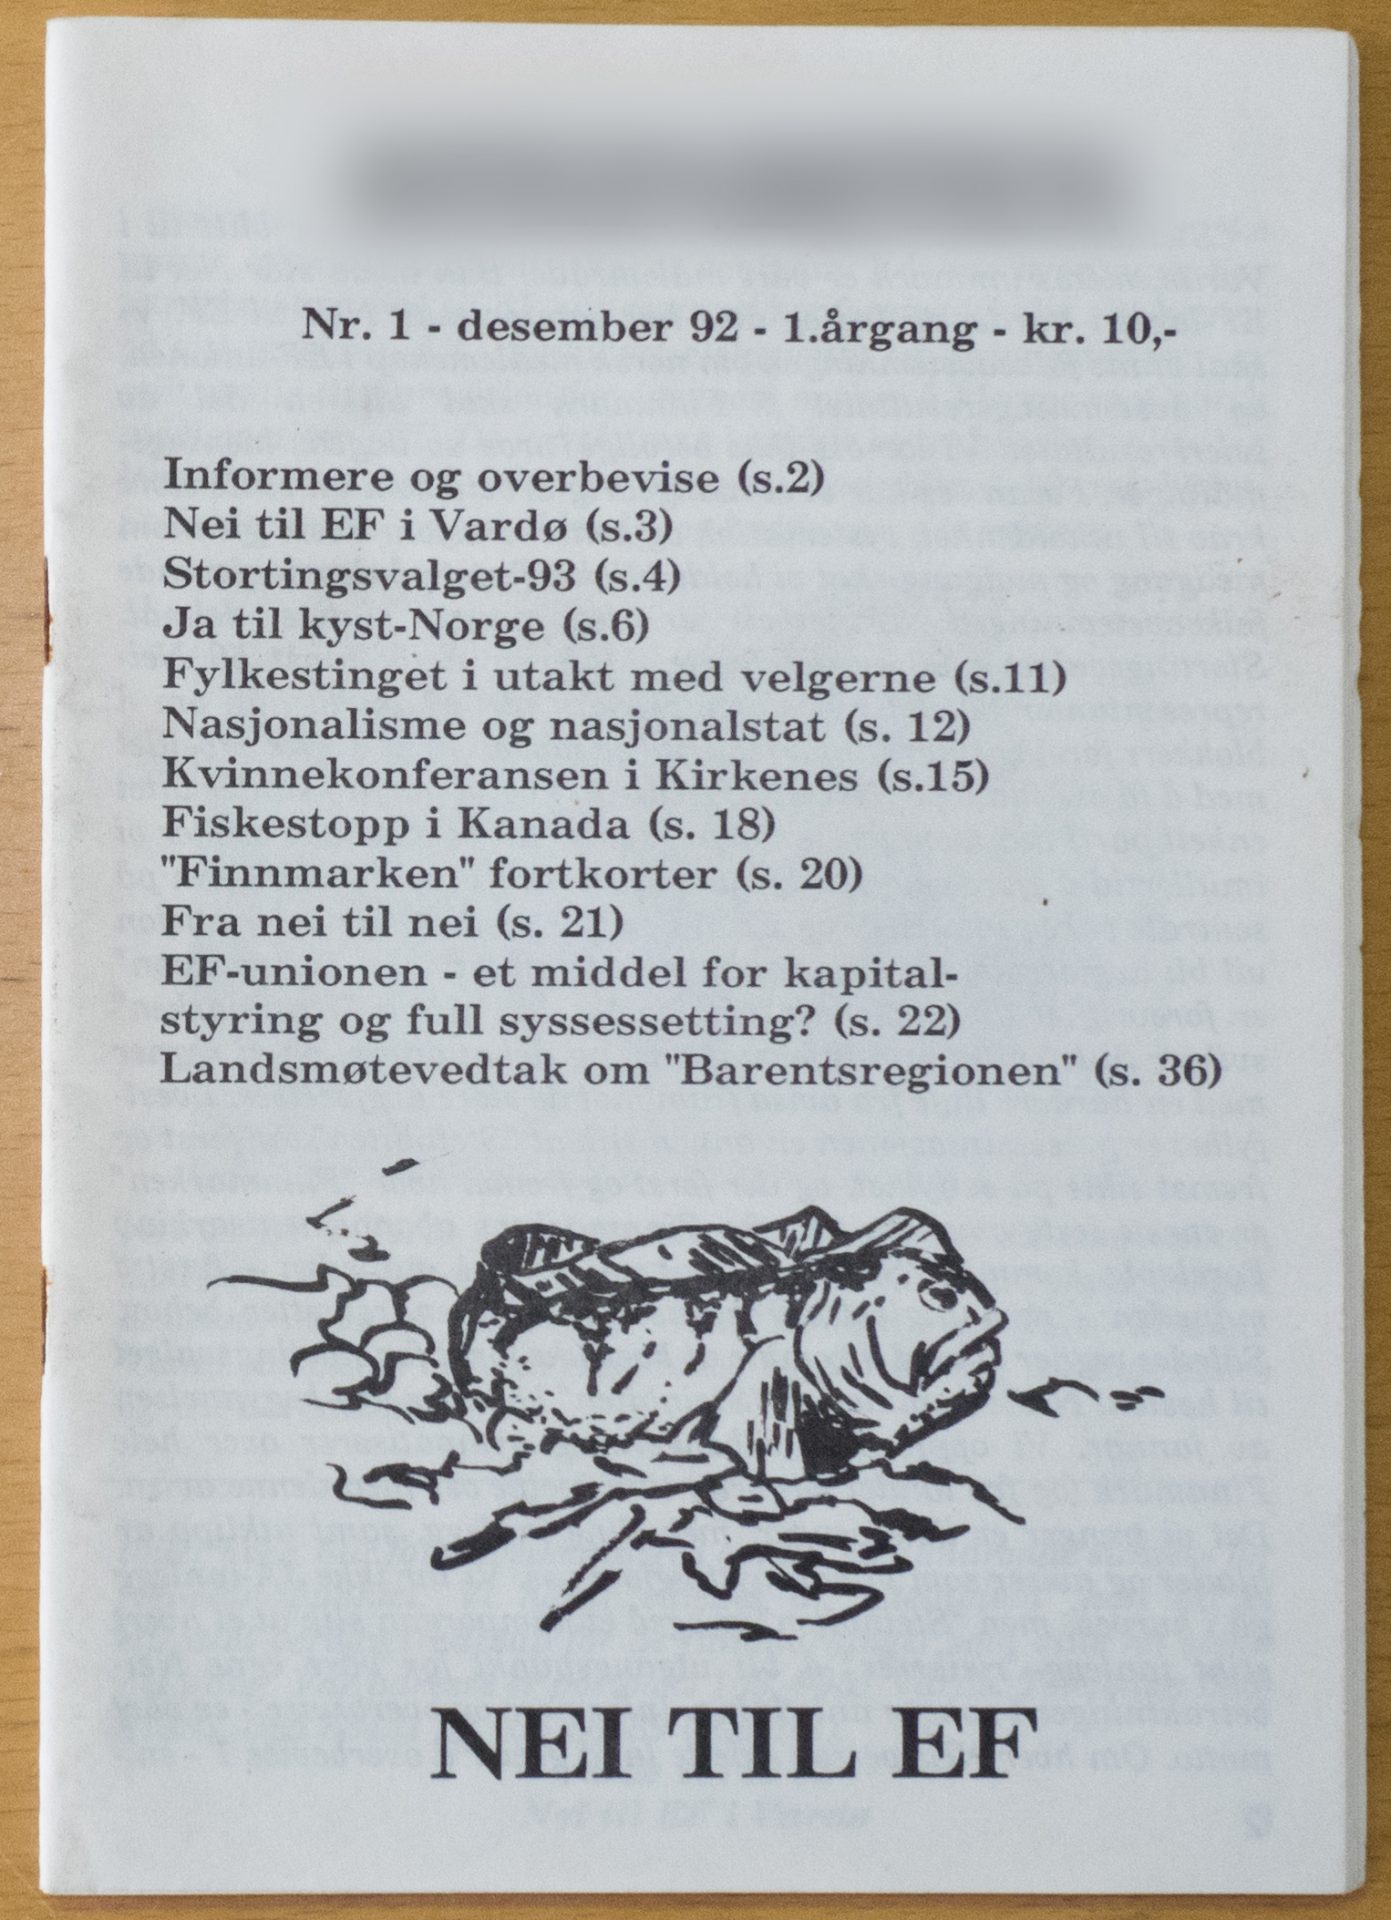 Nr. 1 - desember 92 - 1.årgang - kr. 10,-
Informere og overbevise (s.2)
Nei til EF i Vardø (s.3)
Stortingsvalget-93 (s.4)
Ja til kyst-Norge (s.6)
Fylkestinget i utakt med velgerne (s.11)
Nasjonalisme og nasjonalstat (s. 12)
Kvinnekonferansen i Kirkenes (s.15)
Fiskestopp i Kanada (s. 18)
"Finnmarken" fortkorter (s. 20)
Fra nei til nei (s. 21)
EF-unionen - et middel for kapital-
styring og full syssessetting? (s. 22)
Landsmøtevedtak om "Barentsregionen" (s. 36)
NEI TIL EF